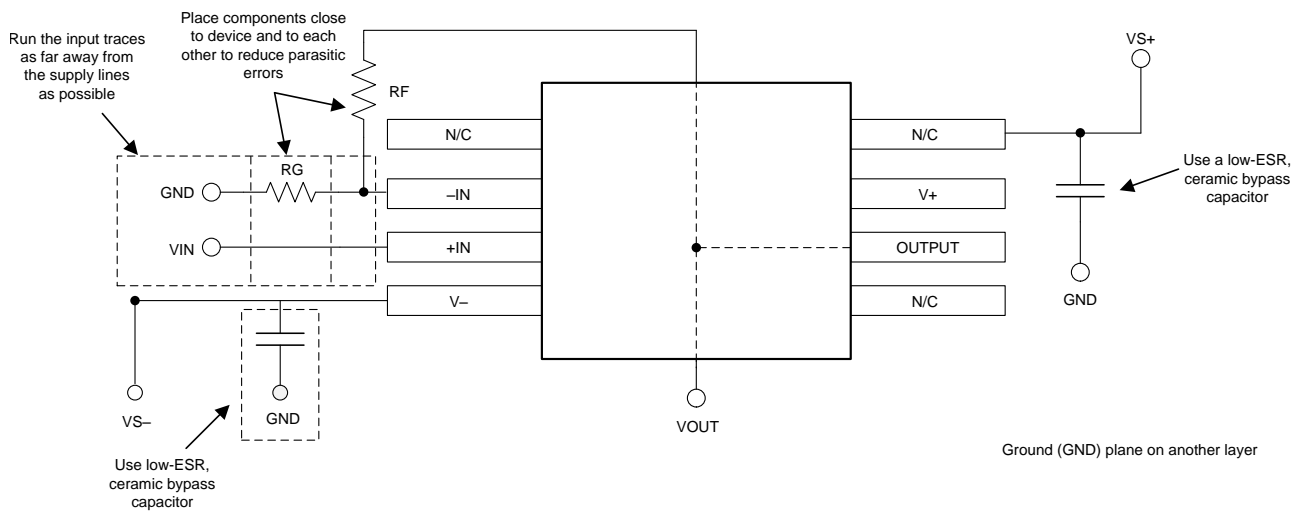 Place components close
to device and to each
other to reduce parasitic
errors
Run the input traces
as far away from
the supply lines
as possible
VS+
RF
N/C
N/C
RG
Use a low-ESR,
ceramic bypass
capacitor
GND
–IN
V+
VIN
+IN
OUTPUT
GND
V–
N/C
VS–
GND
VOUT
Use low-ESR,
ceramic bypass
capacitor
Ground (GND) plane on another layer